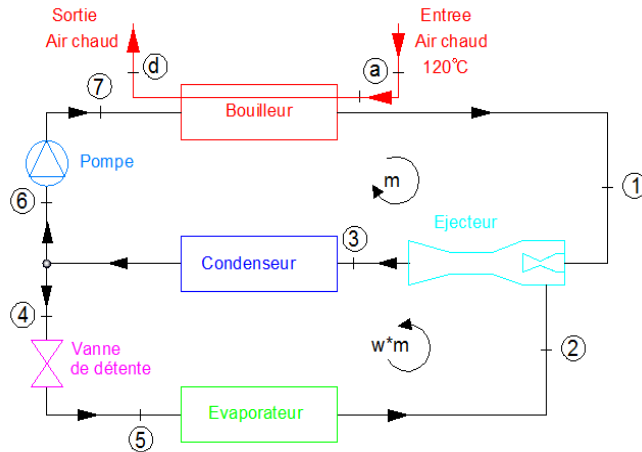 Sortie
Air chaud
Entree
Air chaud
120°C
d
a
7
Bouilleur
Pompe
m
1
6
Ejecteur
3
Condenseur
4
Vanne
de détente
w*m
2
5
Evaporateur